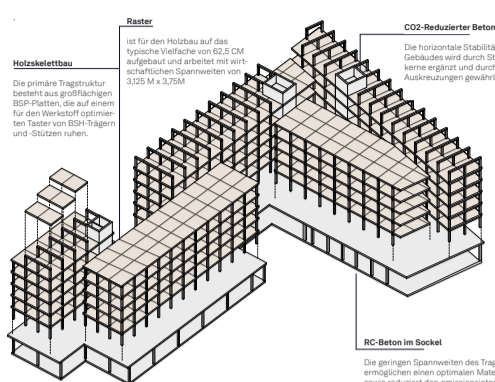 Raster
ist für den Holzbau auf das
typische Vielfache von 62,5 CM
aufgebaut und arbeitet mit wirt-
schaftlichen Spannweiten von
3,125 M x 3,75M
Holzskelettbau
Die primäre Tragstruktur
besteht aus großflächigen
BSP-Platten, die auf einem
für den Werkstoff optimier-
ten Taster von BSH-Trägern
und -Stützen ruhen.
CO2-Reduzierter Beton
Die horizontale Stabilitä
Gebäudes wird durch St
kerne ergänzt und durch
Auskreuzungen gewährl
RC-Beton im Sockel
Die geringen Spannweiten des Trag
ermöglichen einen optimalen Mate